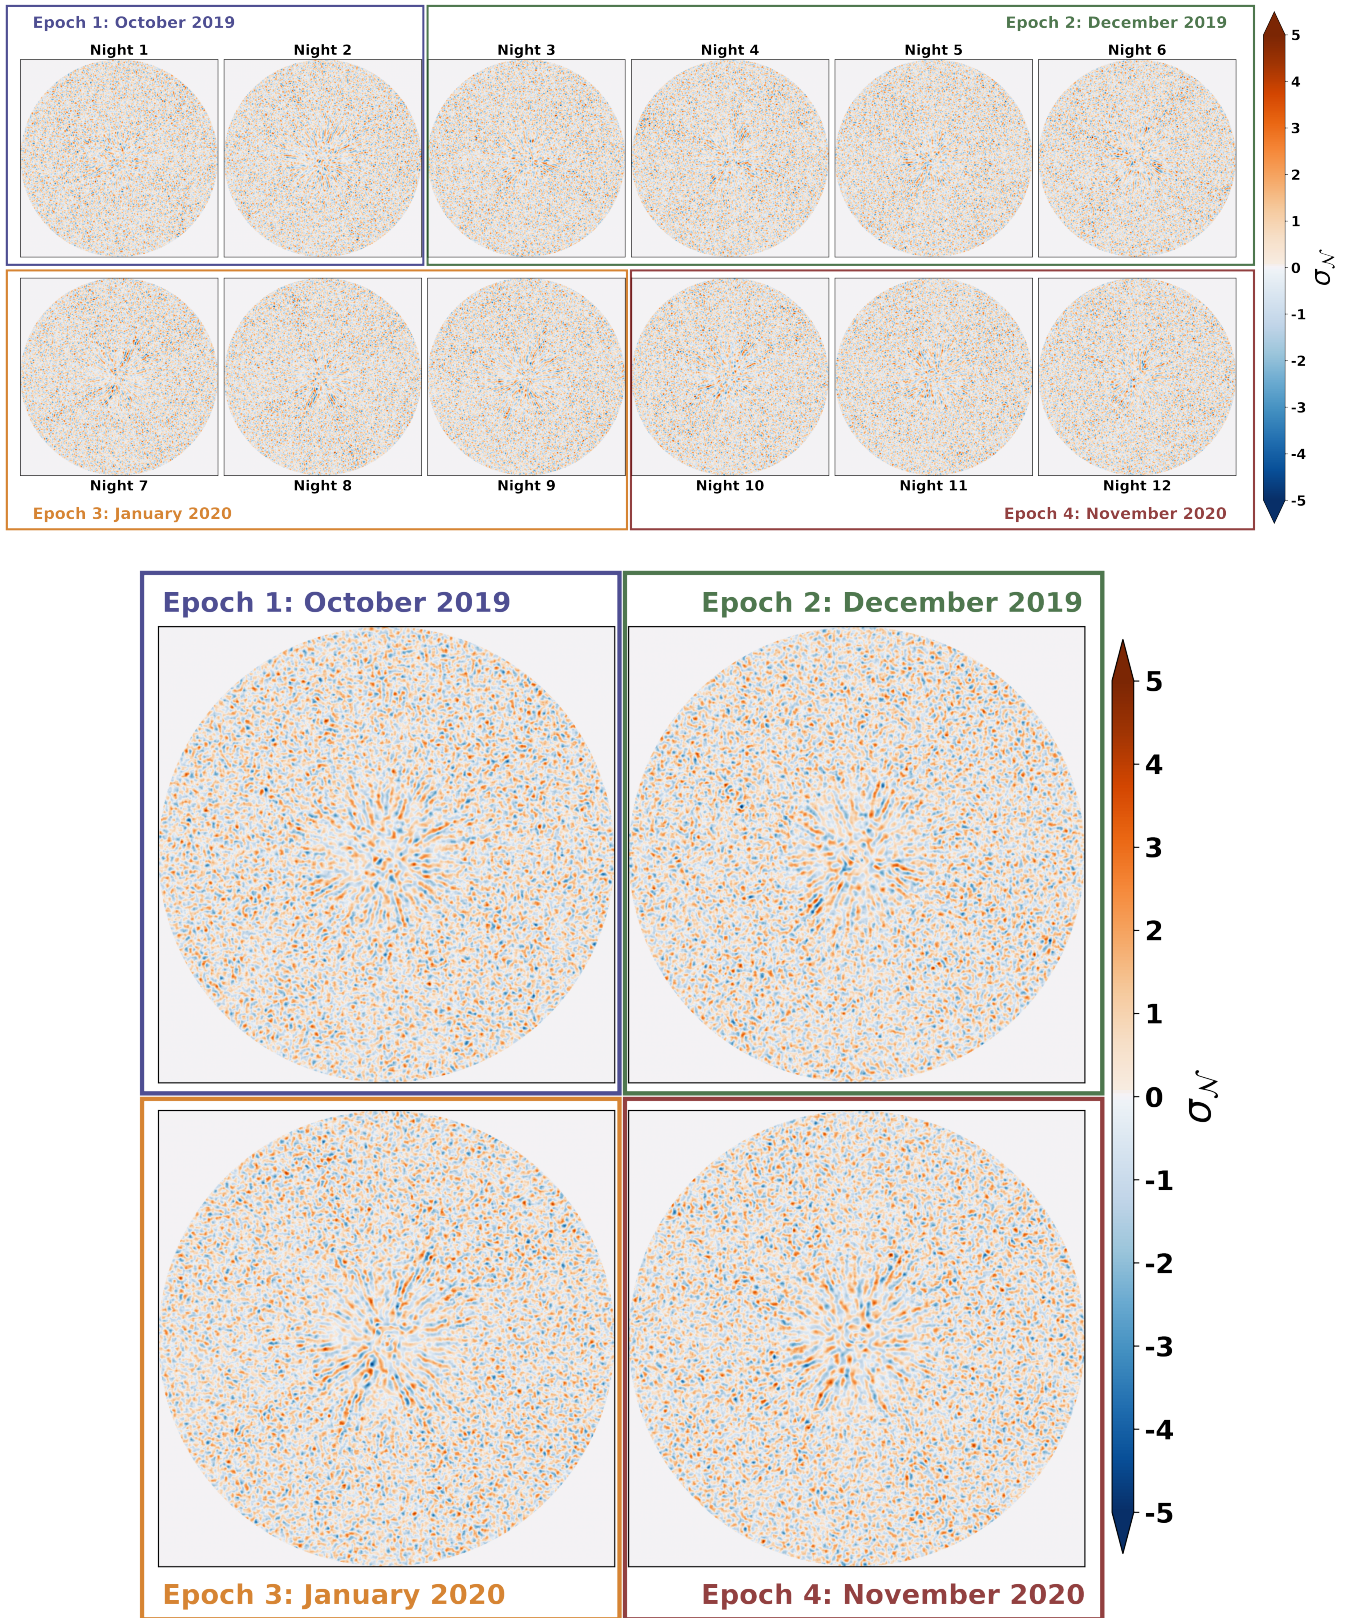 Epoch 1: October 2019
Epoch 2: December 2019
Night 1 Night 2 Night 3 Night 4 Night 5 Night 6
5
4
3
2
1
0
-1
-2
-3
-4
-5
σ𝒩
Night 7 Night 8 Night 9 Night 10 Night 11 Night 12
Epoch 3: January 2020
Epoch 4: November 2020
Epoch 1: October 2019
Epoch 2: December 2019
5
4
3
2
1
0
-1
-2
-3
-4
-5
σ𝒩
Epoch 3: January 2020
Epoch 4: November 2020